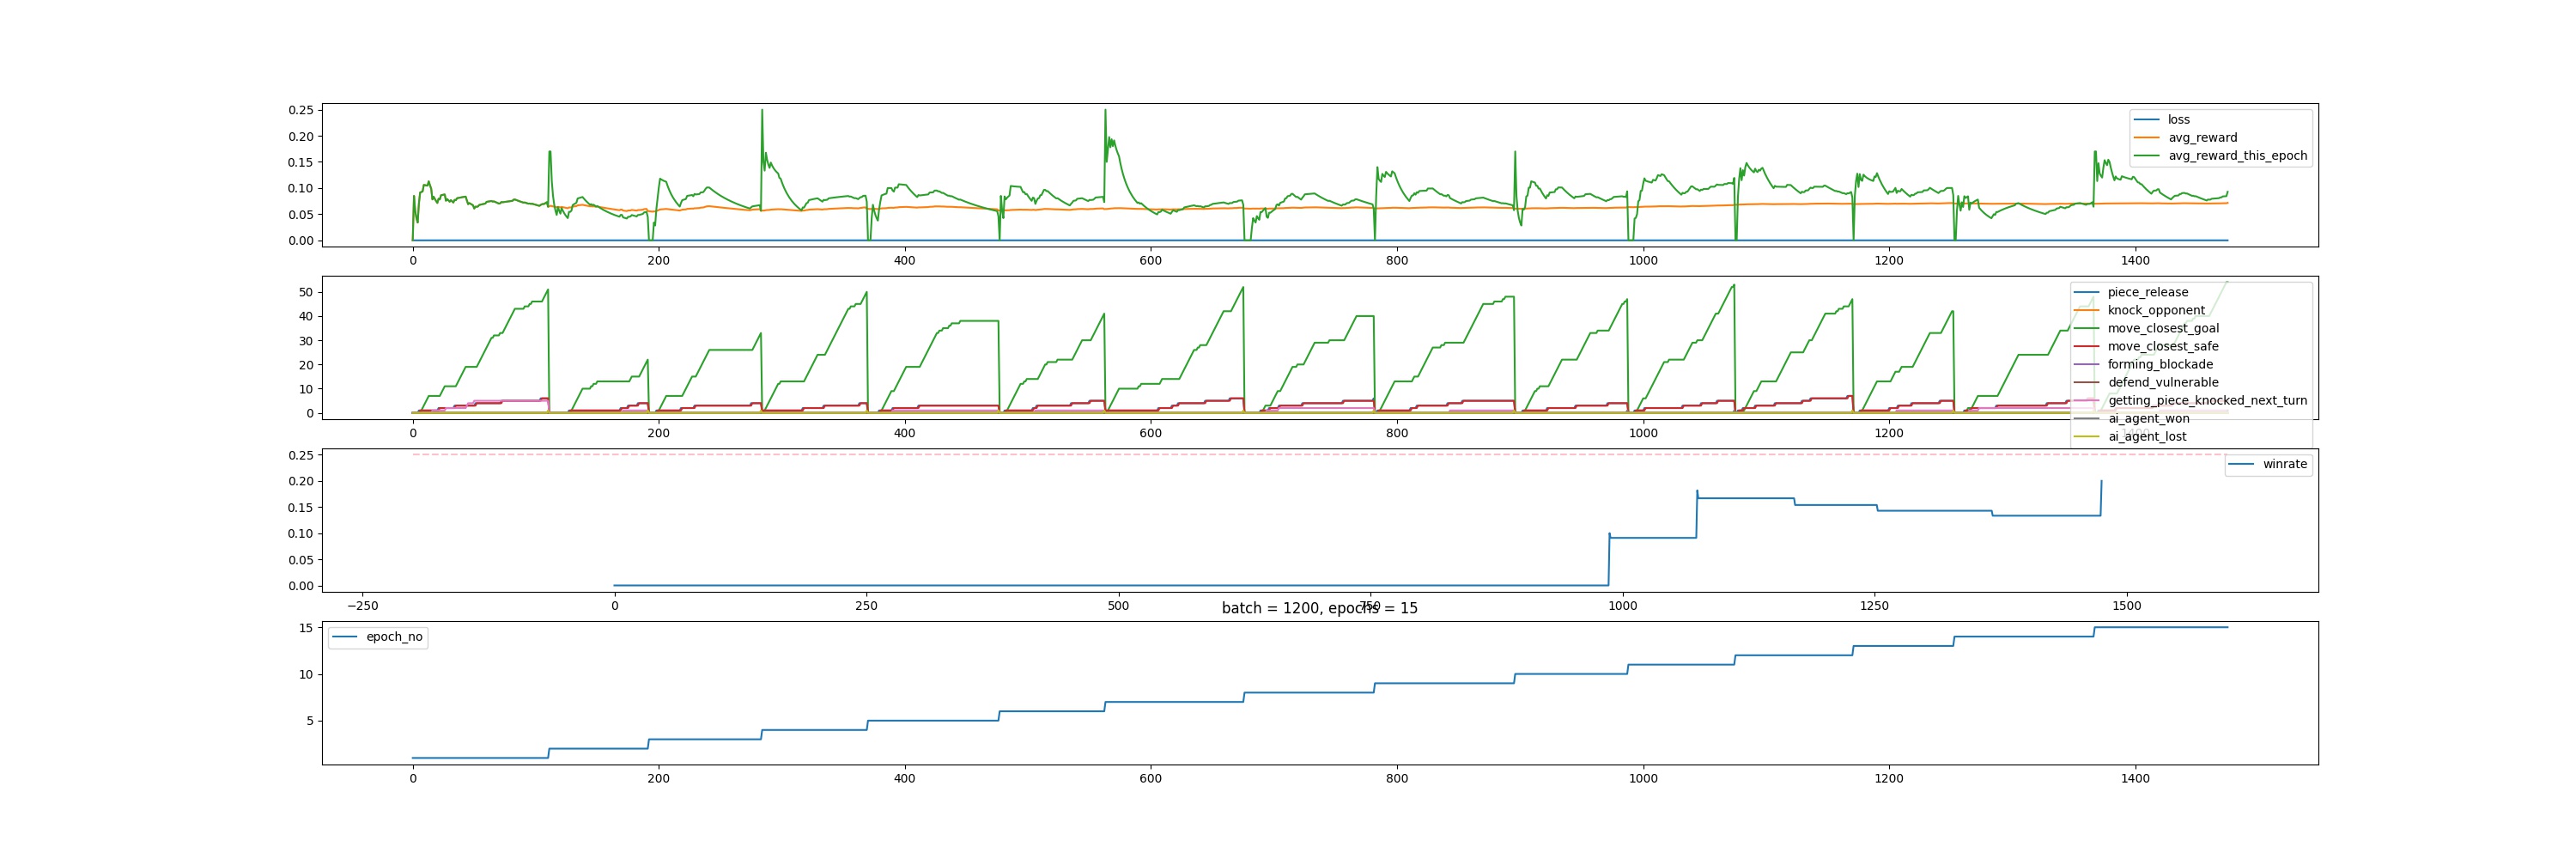 0.25
0.20
0.15
0.10
0.05
0.00
loss
avg_reward
avg_reward_this_epoch
0 200 400 600 800 1000 1200 1400
50
40
30
20
10
0
piece_release
knock_opponent
move_closest_goal
move_closest_safe
forming_blockade
defend_vulnerable
getting_piece_knocked_next_turn
ai_agent_won
ai_agent_lost
0 200 400 600 800 1000 1200 1400
0.25
0.20
0.15
0.10
0.05
0.00
winrate
−250 0 250 500 750 1000 1250 1500
batch = 1200, epochs = 15
15
10
5
epoch_no
0 200 400 600 800 1000 1200 1400